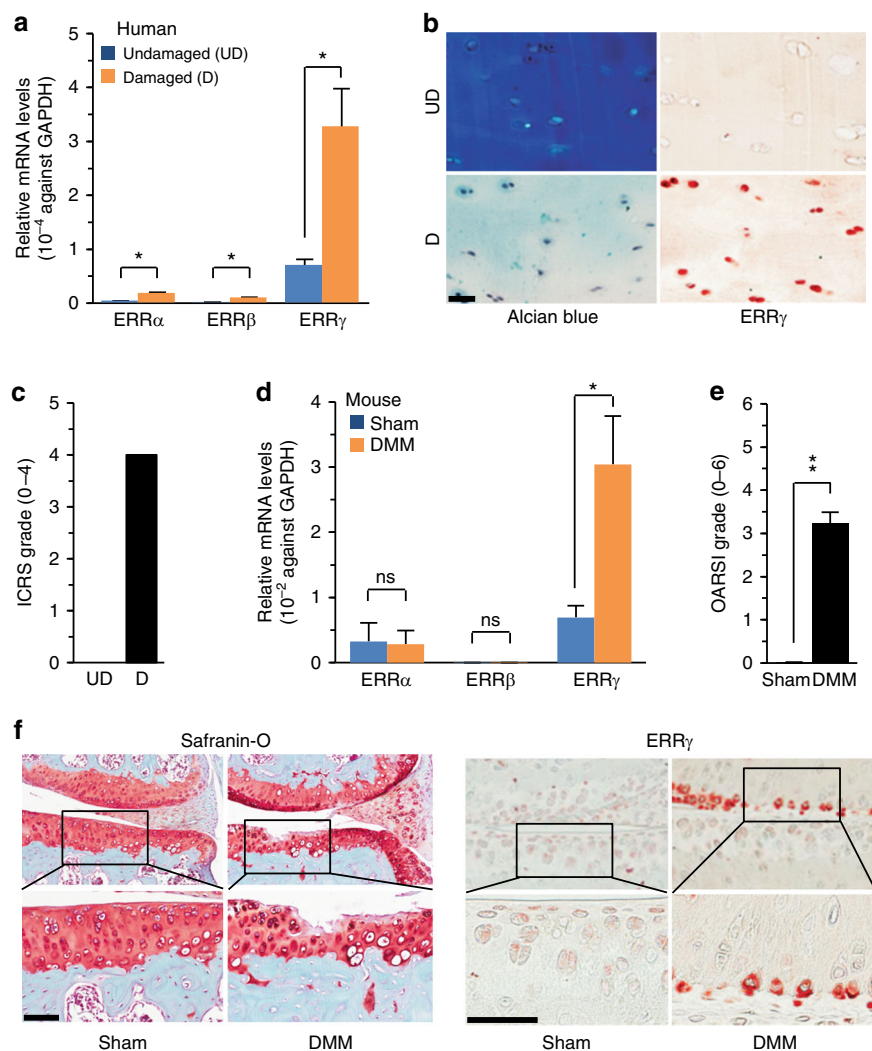 a
Human
Undamaged (UD)
Damaged (D)
Relative mRNA levels
(10⁻⁴ against GAPDH)
5
4
3
2
1
0
*
*
*
ERRα
ERRβ
ERRγ
b
UD
D
Alcian blue
ERRγ
c
ICRS grade (0–4)
5
4
3
2
1
0
UD
D
d
Mouse
Sham
DMM
Relative mRNA levels
(10⁻² against GAPDH)
4
3
2
1
0
ns
ns
*
ERRα
ERRβ
ERRγ
e
OARSI grade (0–6)
6
5
4
3
2
1
0
**
Sham
DMM
f
Safranin-O
Sham
DMM
ERRγ
Sham
DMM